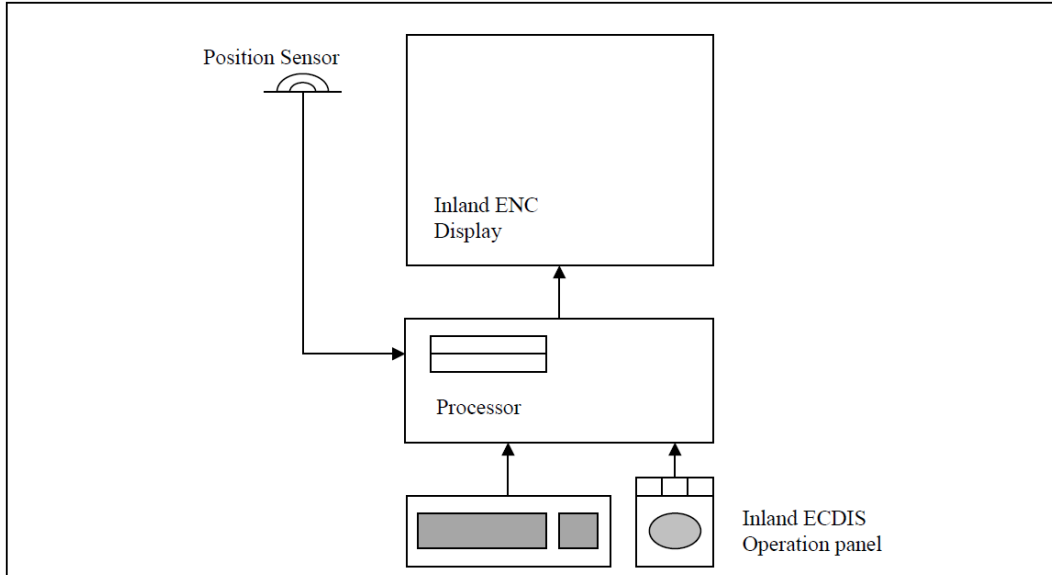 Position Sensor
Inland ENC
Display
Processor
Inland ECDIS
Operation panel